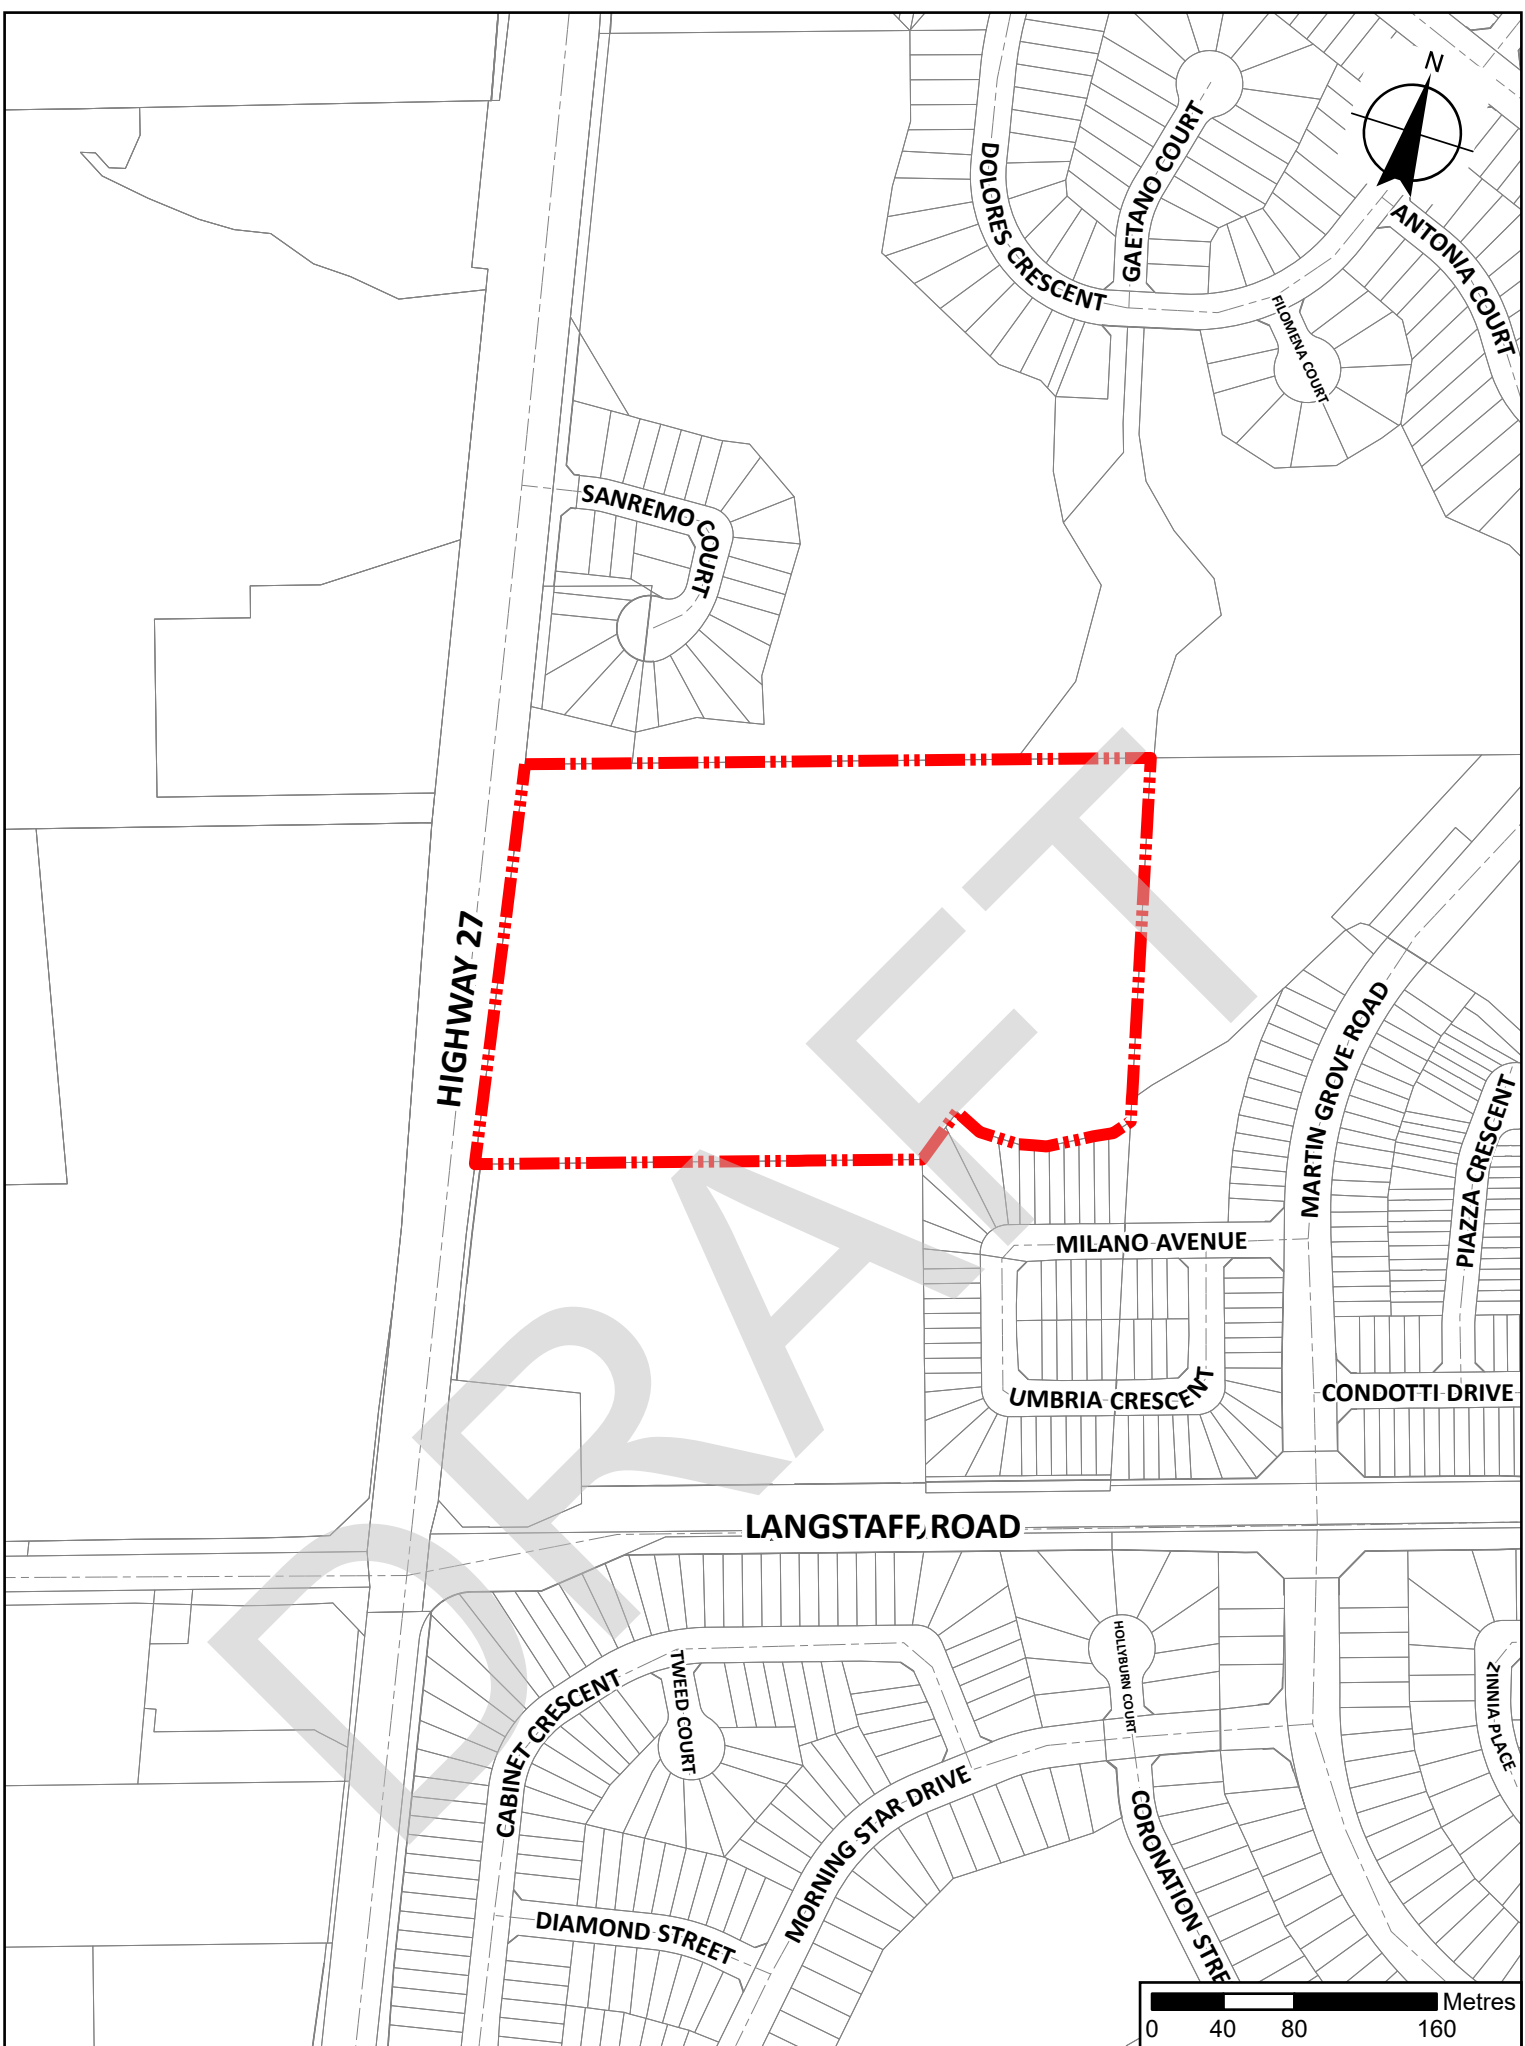 N
DOLORES CRESCENT
GAETANO COURT
ANTONIA COURT
FILOMENA COURT
SANREMO COURT
HIGHWAY 27
DRAFT
MARTIN GROVE ROAD
PIAZZA CRESCENT
MILANO AVENUE
UMBRIA CRESCENT
CONDOTTI DRIVE
LANGSTAFF ROAD
HOLLYBURN COURT
TWEED COURT
CABINET CRESCENT
ZINNIA PLACE
MORNING STAR DRIVE
CORONATION STRE
DIAMOND STREET
Metres
0 40 80 160